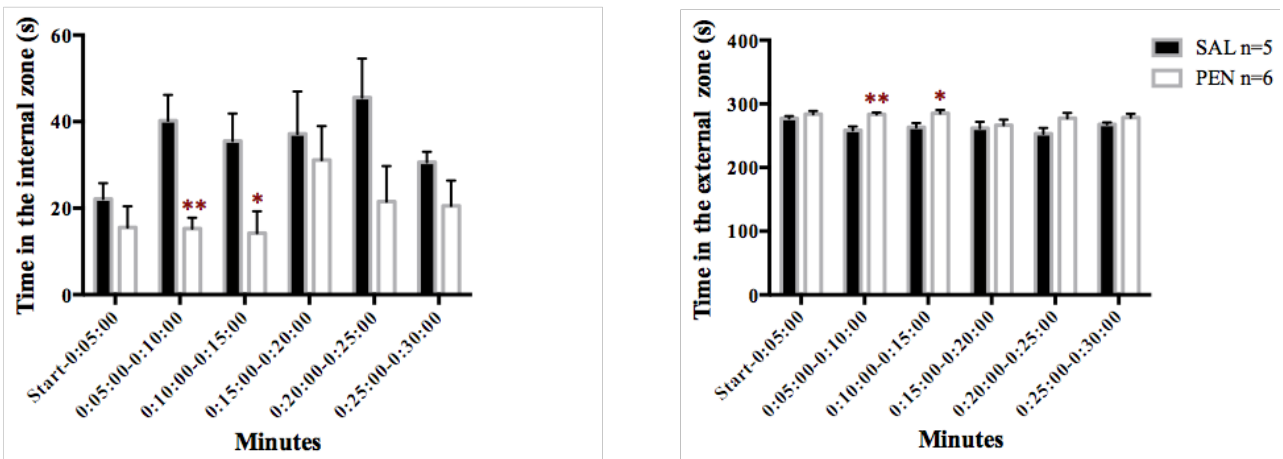 Time in the internal zone (s)
60
40
20
0
**
*
Start-0:05:00
0:05:00-0:10:00
0:10:00-0:15:00
0:15:00-0:20:00
0:20:00-0:25:00
0:25:00-0:30:00
Minutes
Time in the external zone (s)
400
300
200
100
0
**
*
SAL n=5
PEN n=6
Start-0:05:00
0:05:00-0:10:00
0:10:00-0:15:00
0:15:00-0:20:00
0:20:00-0:25:00
0:25:00-0:30:00
Minutes